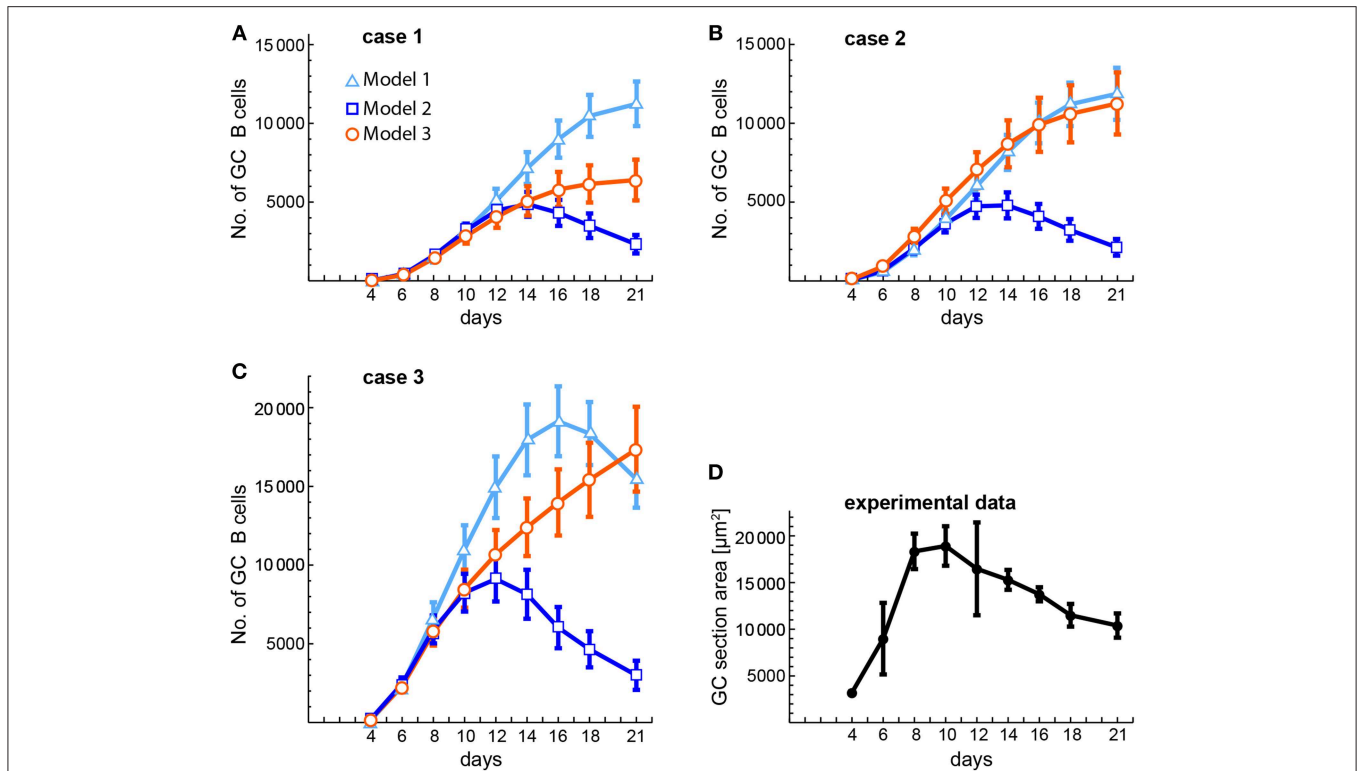 A
case 1
15 000
10 000
5000
No. of GC B cells
Model 1
Model 2
Model 3
4 6 8 10 12 14 16 18 21
days
B
case 2
15 000
10 000
5000
No. of GC B cells
4 6 8 10 12 14 16 18 21
days
C
case 3
20 000
15 000
10 000
5000
No. of GC B cells
4 6 8 10 12 14 16 18 21
days
D
experimental data
20 000
15 000
10 000
5000
GC section area [µm²]
4 6 8 10 12 14 16 18 21
days